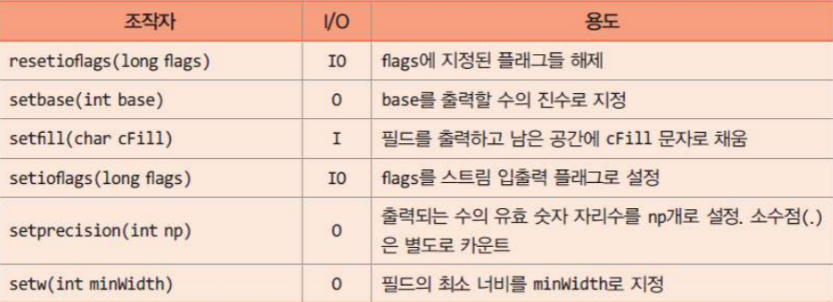 조작자 I/O 용도
resetioflags(long flags) IO flags에 지정된 플래그들 해제
setbase(int base) O base를 출력할 수의 진수로 지정
setfill(char cFill) I 필드를 출력하고 남은 공간에 cFill 문자로 채움
setioflags(long flags) IO flags를 스트림 입출력 플래그로 설정
setprecision(int np) O 출력되는 수의 유효 숫자 자리수를 np개로 설정. 소수점(.)
은 별도로 카운트
setw(int minWidth) O 필드의 최소 너비를 minWidth로 지정